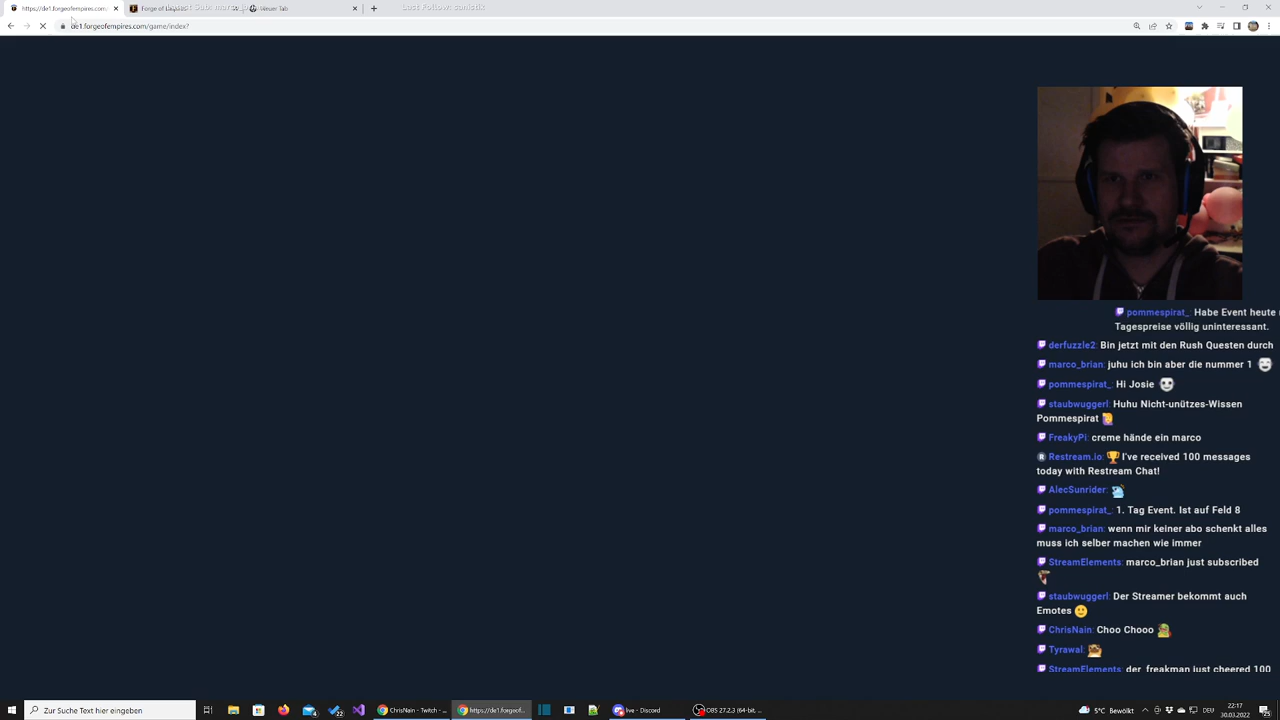 https://de1.forgeofempires.com/
Forge of
Neuer Tab
Last Follow: sanlistk
de1.forgeofempires.com/game/index?
pommespirat_: Habe Event heute
Tagespreise völlig uninteressant.
derfuzzle2: Bin jetzt mit den Rush Questen durch
marco_brian: juhu ich bin aber die nummer 1
pommespirat_: Hi Josie
staubwuggerl: Huhu Nicht-unützes-Wissen
Pommespirat
FreakyPi: creme hände ein marco
Restream.io: 🏆I've received 100 messages
today with Restream Chat!
AlecSunrider:
pommespirat_: 1. Tag Event. Ist auf Feld 8
marco_brian: wenn mir keiner abo schenkt alles
muss ich selber machen wie immer
StreamElements: marco_brian just subscribed
staubwuggerl: Der Streamer bekommt auch
Emotes 🙂
ChrisNain: Choo Chooo
Tyrawal:
StreamElements: der_freakman just cheered 100
Zur Suche Text hier eingeben
4
22
ChrisNain - Twitch - ...
https://de1.forgeof...
live - Discord
OBS 27.2.3 (64-bit, ...
5°C Bewölkt
DEU
22:17
30.03.2022